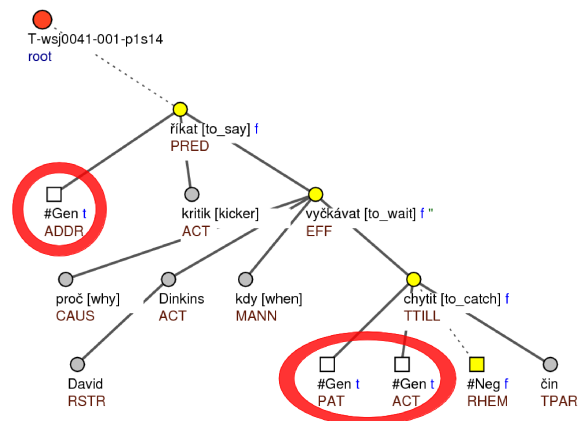 T-wsj0041-001-p1s14
root
říkat [to_say] f
PRED
#Gen t
ADDR
kritik [kicker]
ACT
vyčkávat [to_wait] f "
EFF
proč [why]
CAUS
Dinkins
ACT
kdy [when]
MANN
chytit [to_catch] f
TTILL
David
RSTR
#Gen t
PAT
#Gen t
ACT
#Neg f
RHEM
čin
TPAR